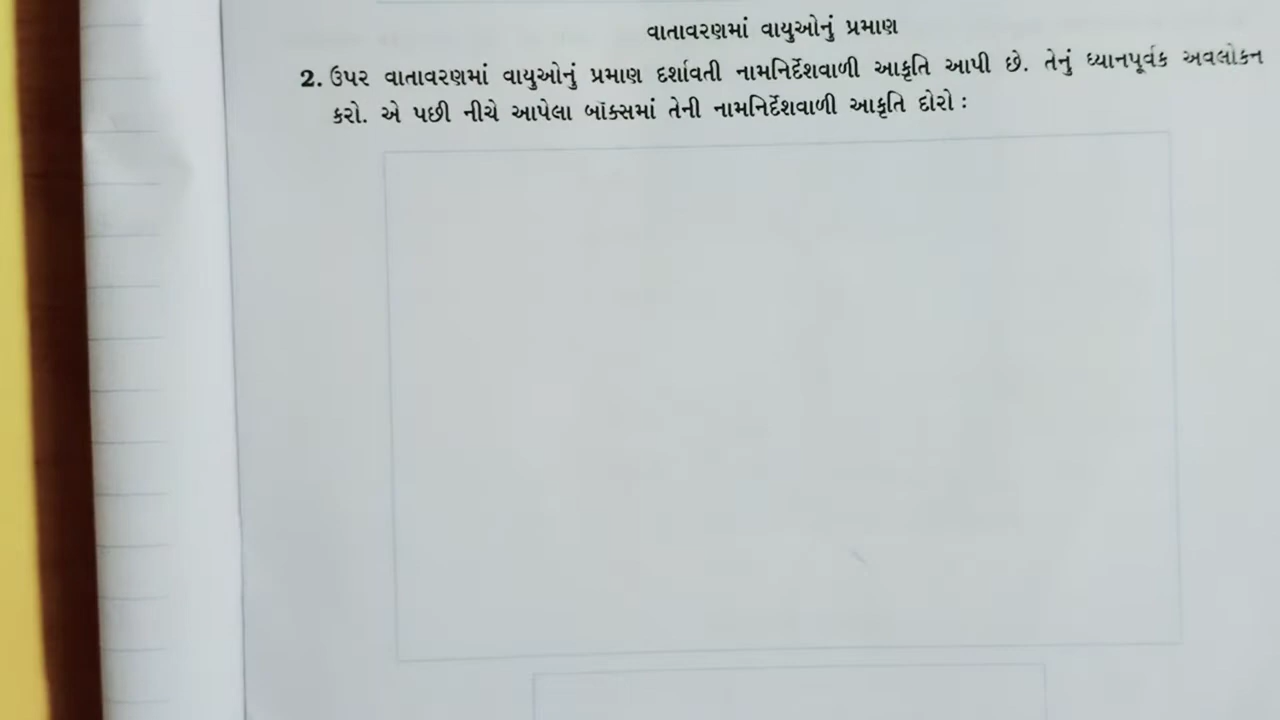 વાતાવરણમાં વાયુઓનું પ્રમાણ
2. ઉપર વાતાવરણમાં વાયુઓનું પ્રમાણ દર્શાવતી નામનિર્દેશવાળી આકૃતિ આપી છે. તેનું ધ્યાનપૂર્વક અવલોકન
કરો. એ પછી નીચે આપેલા બૉક્સમાં તેની નામનિર્દેશવાળી આકૃતિ દોરો :